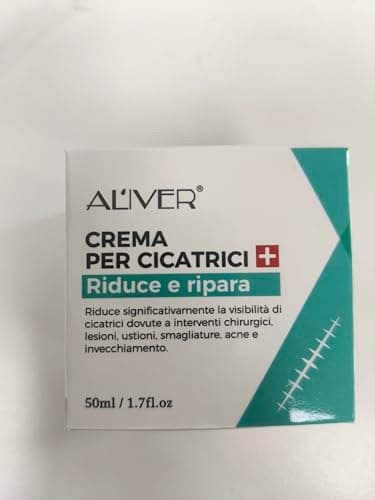 ALIVER®
CREMA
PER CICATRICI
Riduce e ripara
Riduce significativamente la visibilità di
cicatrici dovute a interventi chirurgici,
lesioni, ustioni, smagliature, acne e
invecchiamento.
50ml / 1.7fl.oz